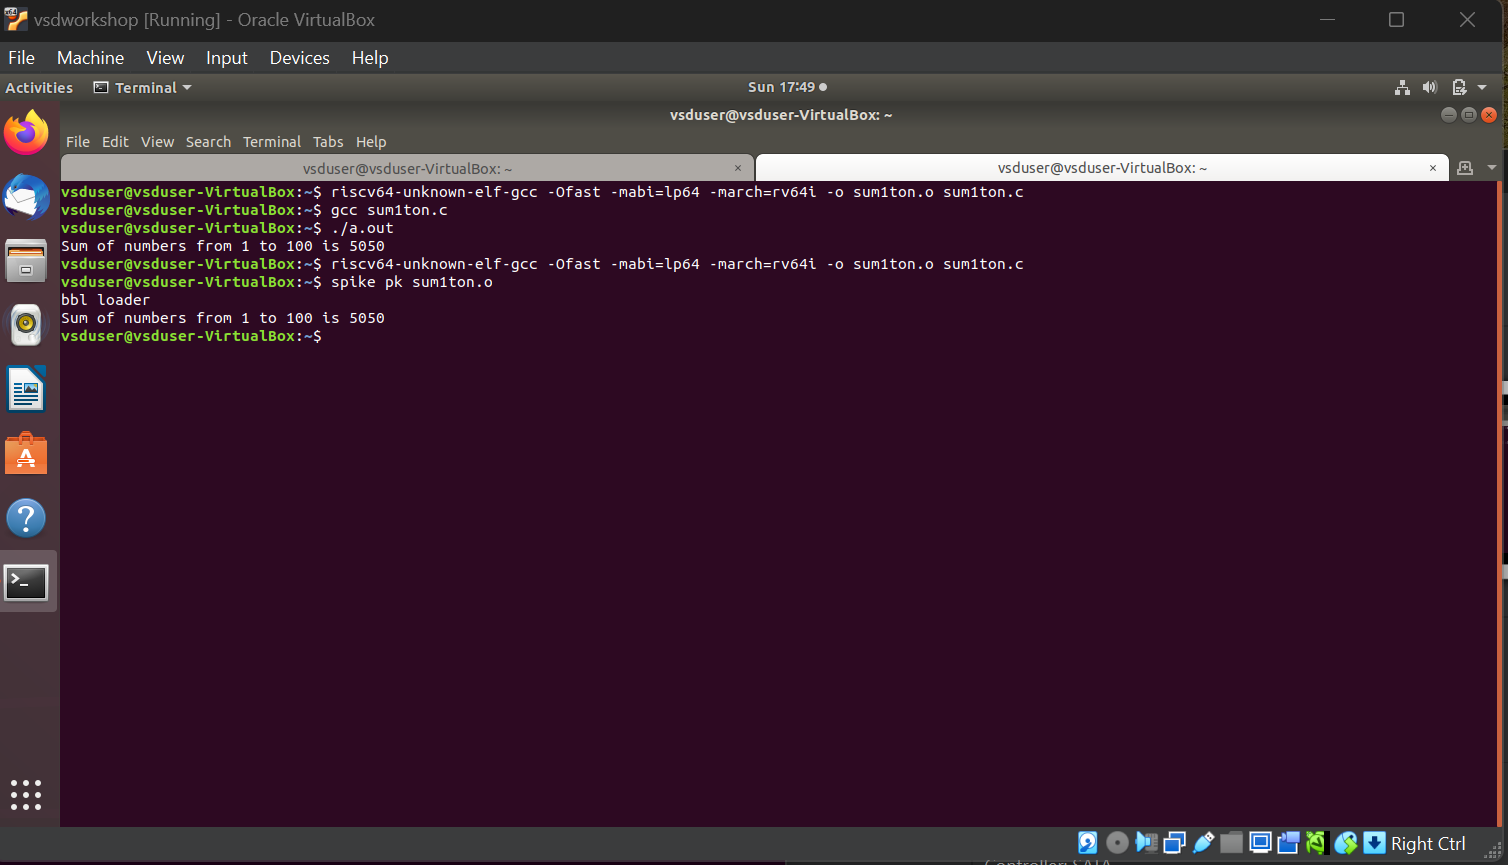 vsdworkshop [Running] - Oracle VirtualBox
File Machine View Input Devices Help
Activities Terminal Sun 17:49
vsduser@vsduser-VirtualBox: ~
File Edit View Search Terminal Tabs Help
vsduser@vsduser-VirtualBox: ~ × vsduser@vsduser-VirtualBox: ~ ×
vsduser@vsduser-VirtualBox:~$ riscv64-unknown-elf-gcc -Ofast -mabi=lp64 -march=rv64i -o sum1ton.o sum1ton.c
vsduser@vsduser-VirtualBox:~$ gcc sum1ton.c
vsduser@vsduser-VirtualBox:~$ ./a.out
Sum of numbers from 1 to 100 is 5050
vsduser@vsduser-VirtualBox:~$ riscv64-unknown-elf-gcc -Ofast -mabi=lp64 -march=rv64i -o sum1ton.o sum1ton.c
vsduser@vsduser-VirtualBox:~$ spike pk sum1ton.o
bbl loader
Sum of numbers from 1 to 100 is 5050
vsduser@vsduser-VirtualBox:~$
Right Ctrl
Controller: SATA